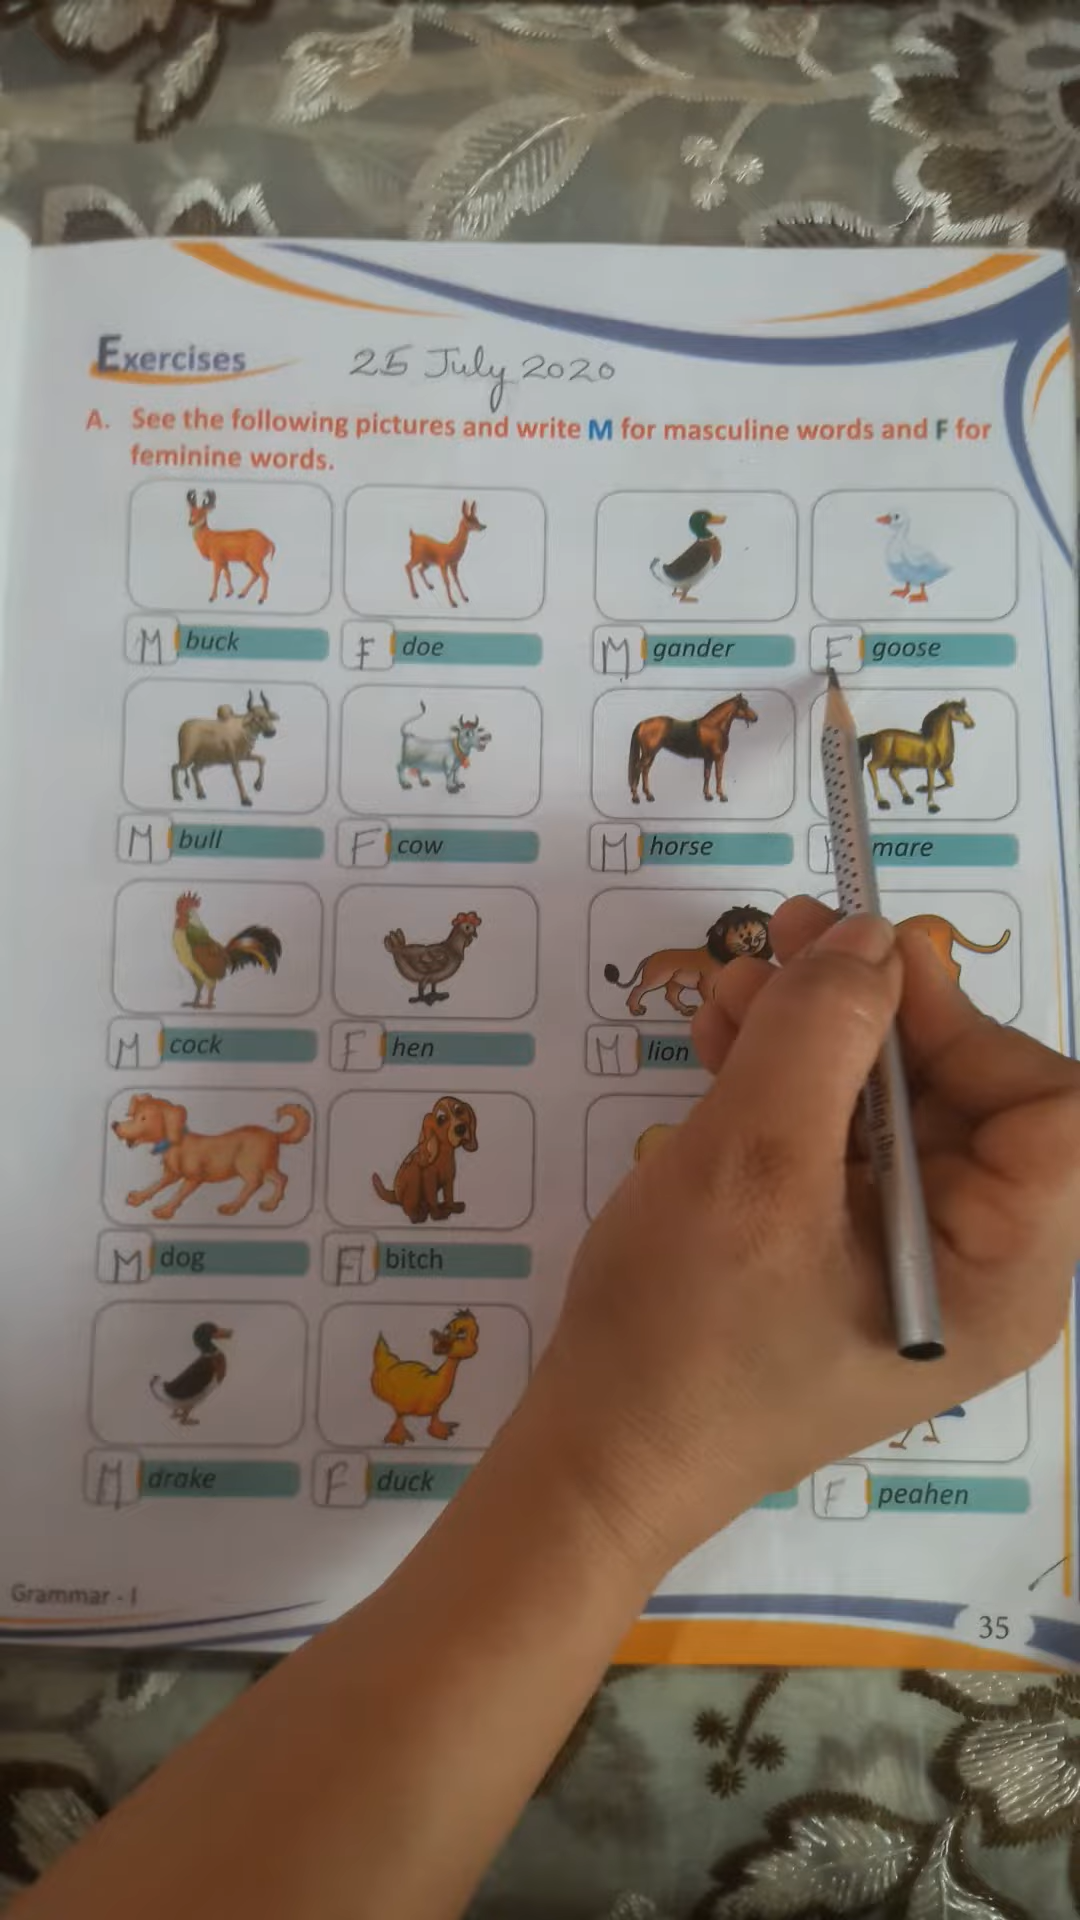 Exercises 25 July 2020
A. See the following pictures and write M for masculine words and F for
feminine words.
M buck F doe M gander F goose
M bull F cow M horse mare
M cock F hen M lion
M dog F bitch
M drake F duck F peahen
Grammar - I
35